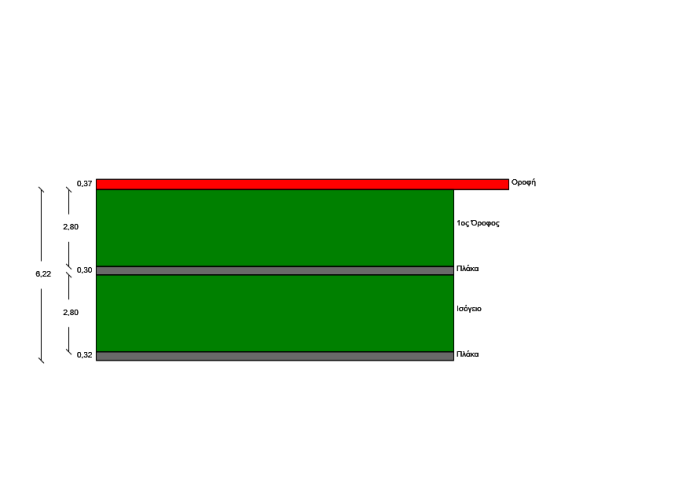 0,37 Οροφή
2,80 1ος Όροφος
0,30 Πλάκα
6,22
2,80 Ισόγειο
0,32 Πλάκα